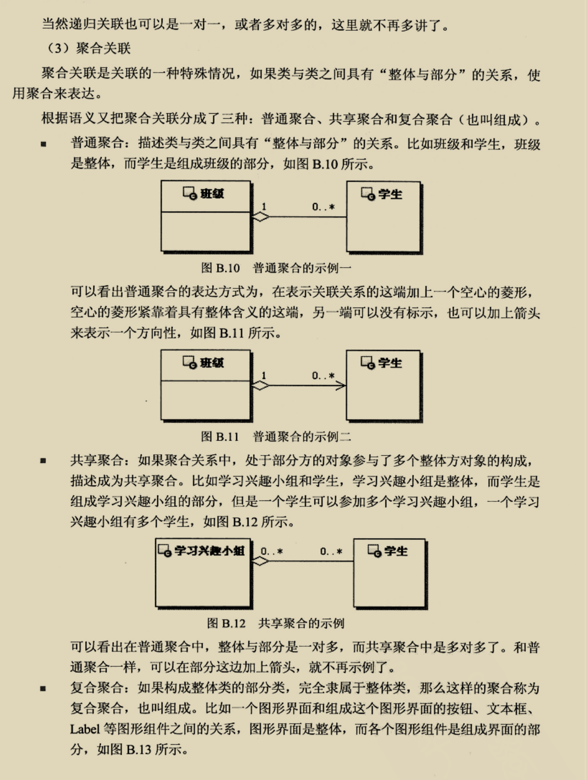 当然递归关联也可以是一对一，或者多对多的，这里就不再多讲了。
（3）聚合关联
聚合关联是关联的一种特殊情况，如果类与类之间具有“整体与部分”的关系，使
用聚合来表达。
根据语义又把聚合关联分成了三种：普通聚合、共享聚合和复合聚合（也叫组成）。
■ 普通聚合：描述类与类之间具有“整体与部分”的关系。比如班级和学生，班级
是整体，而学生是组成班级的部分，如图 B.10 所示。
班级 1 0..* 学生
图 B.10 普通聚合的示例一
可以看出普通聚合的表达方式为，在表示关联关系的这端加上一个空心的菱形，
空心的菱形紧靠着具有整体含义的这端，另一端可以没有标示，也可以加上箭头
来表示一个方向性，如图 B.11 所示。
班级 1 0..* 学生
图 B.11 普通聚合的示例二
■ 共享聚合：如果聚合关系中，处于部分方的对象参与了多个整体方对象的构成，
描述成为共享聚合。比如学习兴趣小组和学生，学习兴趣小组是整体，而学生是
组成学习兴趣小组的部分，但是一个学生可以参加多个学习兴趣小组，一个学习
兴趣小组有多个学生，如图 B.12 所示。
学习兴趣小组 0..* 0..* 学生
图 B.12 共享聚合的示例
可以看出在普通聚合中，整体与部分是一对多，而共享聚合中是多对多了。和普
通聚合一样，可以在部分这边加上箭头，就不再示例了。
■ 复合聚合：如果构成整体类的部分类，完全隶属于整体类，那么这样的聚合称为
复合聚合，也叫组成。比如一个图形界面和组成这个图形界面的按钮、文本框、
Label 等图形组件之间的关系，图形界面是整体，而各个图形组件是组成界面的部
分，如图 B.13 所示。